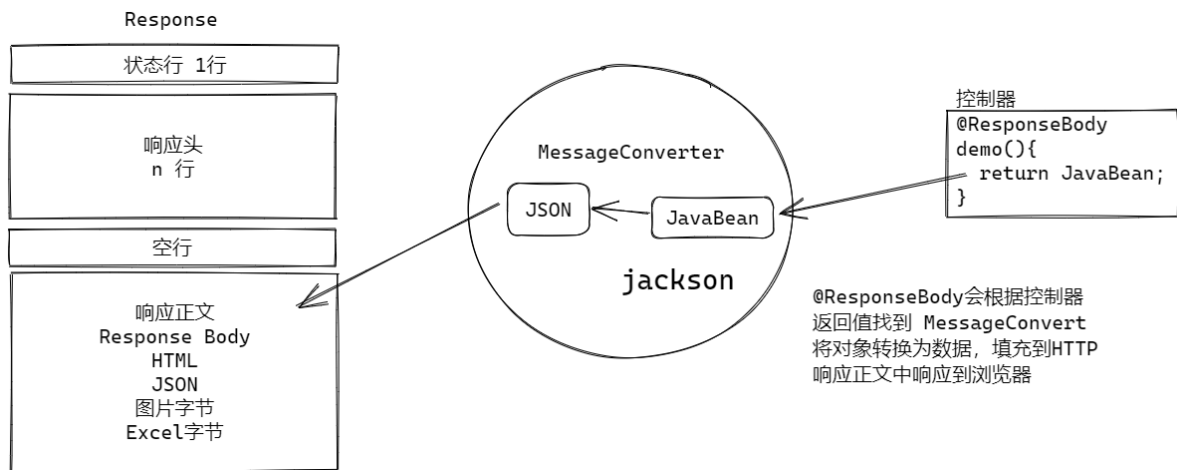 Response
状态行 1行
响应头
n 行
空行
响应正文
Response Body
HTML
JSON
图片字节
Excel字节
MessageConverter
JSON
JavaBean
jackson
控制器
@ResponseBody
demo(){
return JavaBean;
}
@ResponseBody会根据控制器
返回值找到 MessageConvert
将对象转换为数据，填充到HTTP
响应正文中响应到浏览器